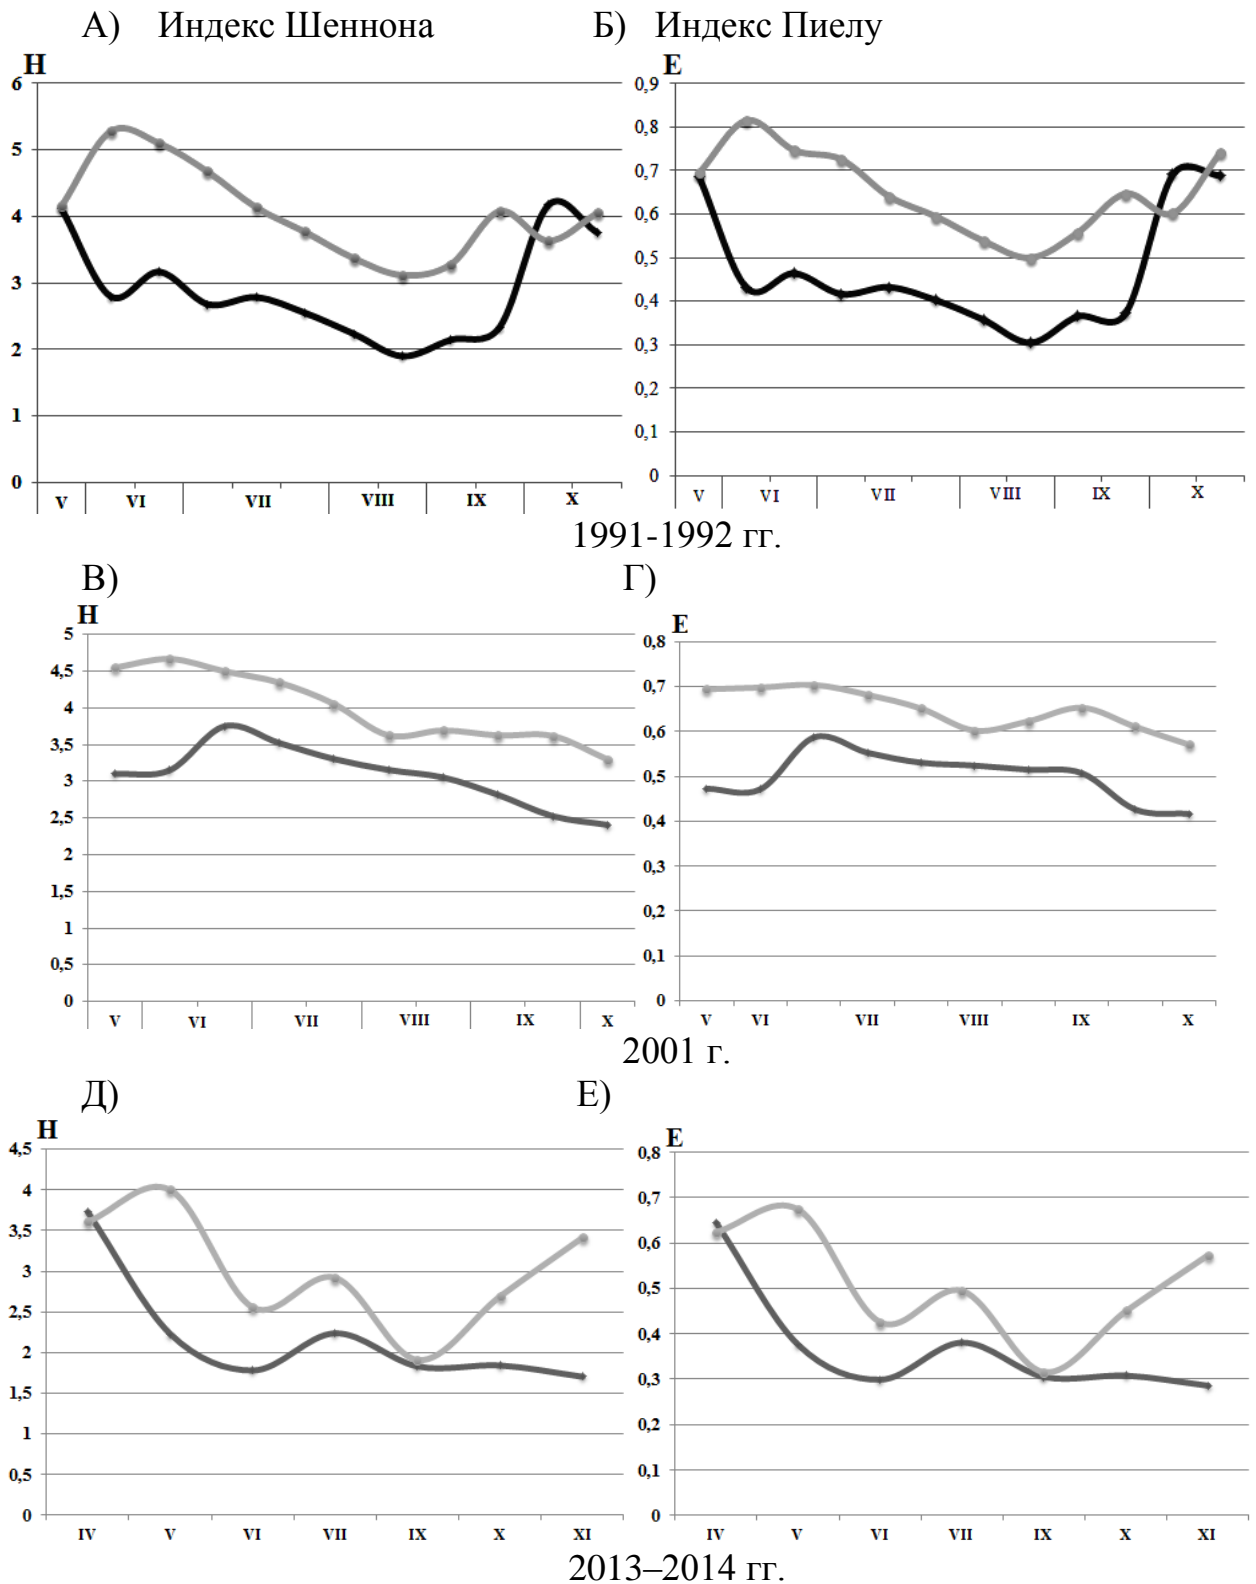 А) Индекс Шеннона Б) Индекс Пиелу
H E
6 0,9
5 0,8
4 0,7
3 0,6
2 0,5
1 0,4
0 0,3
0,2
0,1
0
V VI VII VIII IX X V VI VII VIII IX X
1991-1992 гг.
В) Г)
H E
5 0,8
4,5 0,7
4 0,6
3,5 0,5
3 0,4
2,5 0,3
2 0,2
1,5 0,1
1 0
0,5
0
V VI VII VIII IX X V VI VII VIII IX X
2001 г.
Д) Е)
H E
4,5 0,8
4 0,7
3,5 0,6
3 0,5
2,5 0,4
2 0,3
1,5 0,2
1 0,1
0,5 0
0
IV V VI VII IX X XI IV V VI VII IX X XI
2013–2014 гг.